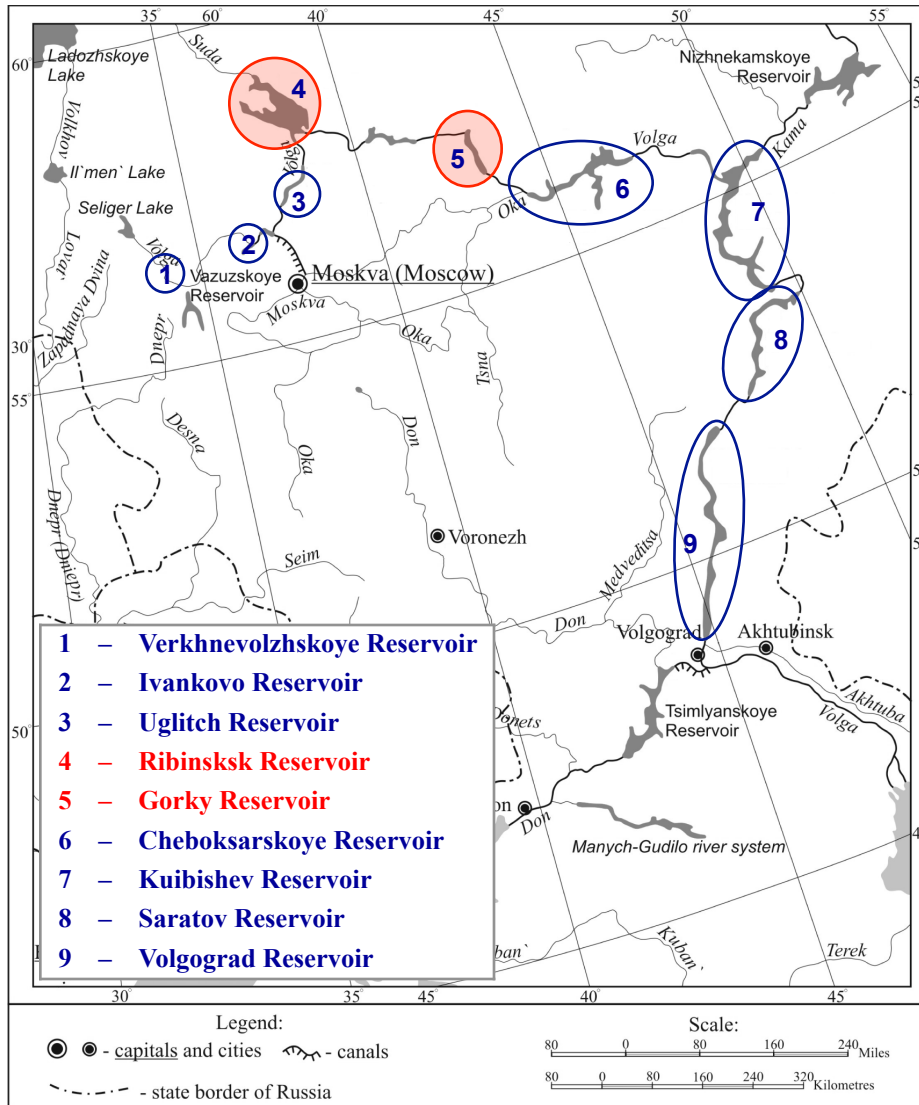 35°
60°
40°
45°
50°
55°
60°
Ladozhskoye
Lake
Suda
Nizhnekamskoye
Reservoir
Volkhov
4
Volga
Kama
5
Il`men` Lake
3
6
7
Oka
Seliger Lake
Lovat'
Volga
2
1
Vazuzskoye
Reservoir
Moskva (Moscow)
Moskva
Zapadnaya Dvina
Dnepr
Oka
Tsna
8
30°
55°
Desna
Oka
Don
Dnepr (Dniepr)
Voronezh
Seim
9
Medveditsa
Don
Volgograd
Akhtubinsk
Akhtuba
Volga
50°
Donets
Tsimlyanskoye
Reservoir
on
Don
Manych-Gudilo river system
ban`
Kuban'
Terek
1 – Verkhnevolzhskoye Reservoir
2 – Ivankovo Reservoir
3 – Uglitch Reservoir
4 – Ribinsksk Reservoir
5 – Gorky Reservoir
6 – Cheboksarskoye Reservoir
7 – Kuibishev Reservoir
8 – Saratov Reservoir
9 – Volgograd Reservoir
30°
35°
45°
40°
45°
Legend:
- capitals and cities
- canals
- state border of Russia
Scale:
80 0 80 160 240 Miles
80 0 80 160 240 320 Kilometres